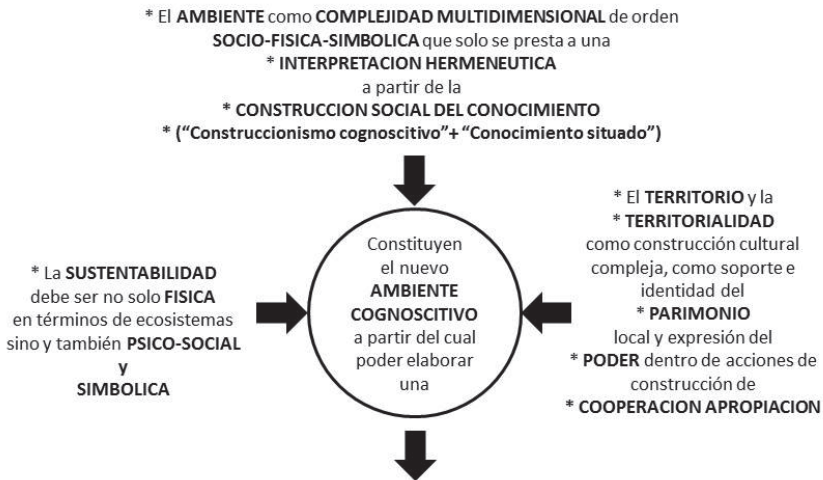 * El AMBIENTE como COMPLEJIDAD MULTIDIMENSIONAL de orden
SOCIO-FISICA-SIMBOLICA que solo se presta a una
* INTERPRETACION HERMENEUTICA
a partir de la
* CONSTRUCCION SOCIAL DEL CONOCIMIENTO
* (“Construccionismo cognoscitivo”+ “Conocimiento situado”)
* La SUSTENTABILIDAD
debe ser no solo FISICA
en términos de ecosistemas
sino y también PSICO-SOCIAL
y
SIMBOLICA
Constituyen
el nuevo
AMBIENTE
COGNOSCITIVO
a partir del cual
poder elaborar
una
* El TERRITORIO y la
* TERRITORIALIDAD
como construcción cultural
compleja, como soporte e
identidad del
* PARIMONIO
local y expresión del
* PODER dentro de acciones de
construcción de
* COOPERACION APROPIACION